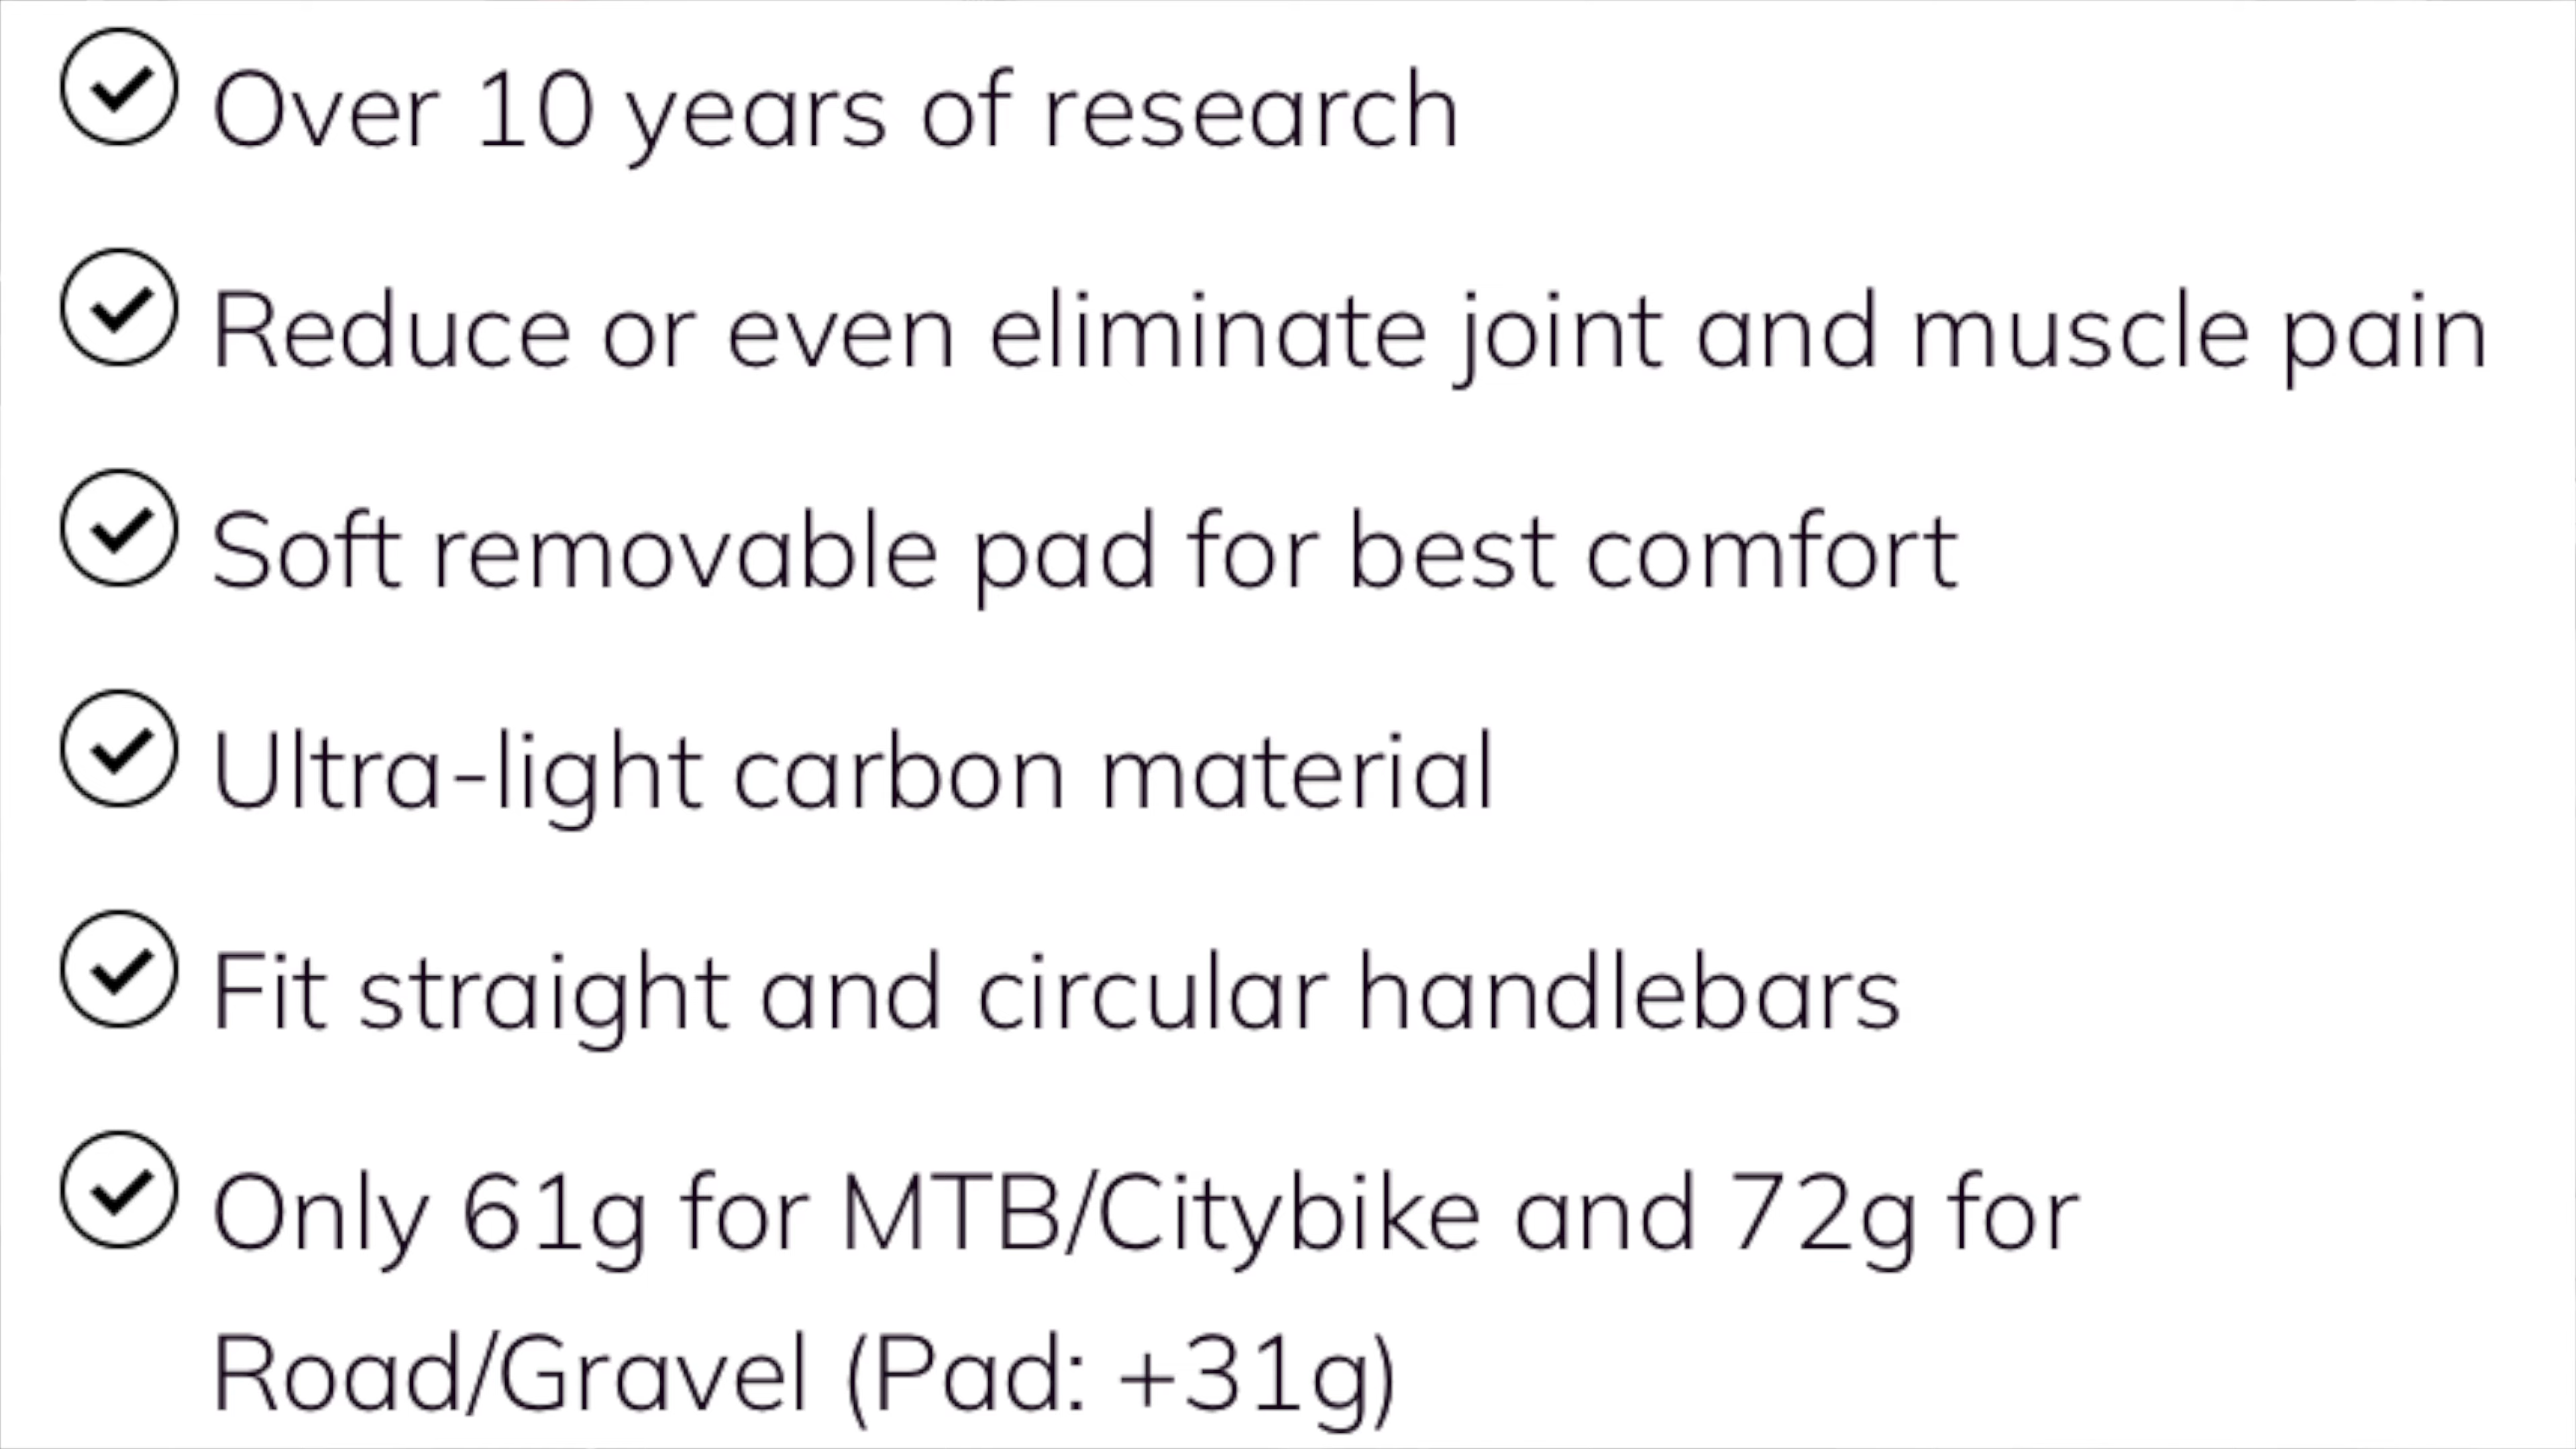 Over 10 years of research
Reduce or even eliminate joint and muscle pain
Soft removable pad for best comfort
Ultra-light carbon material
Fit straight and circular handlebars
Only 61g for MTB/Citybike and 72g for
Road/Gravel (Pad: +31g)